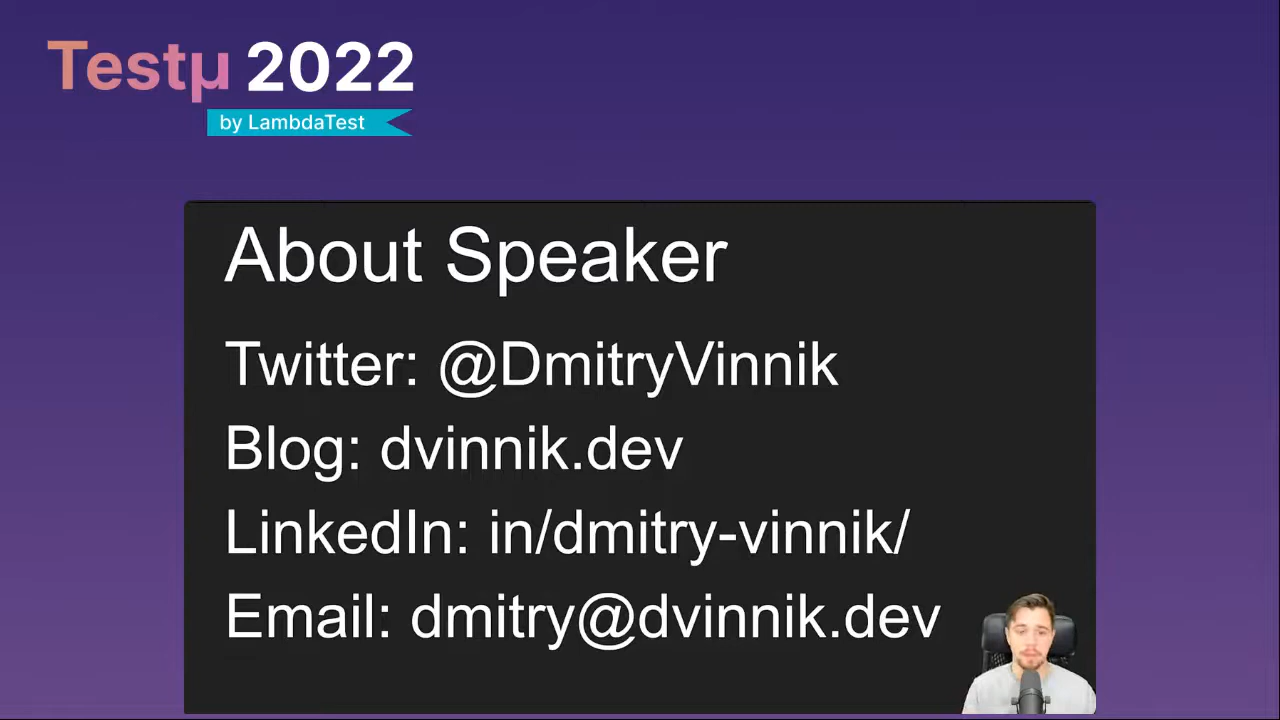 Testμ 2022
by LambdaTest
About Speaker
Twitter: @DmitryVinnik
Blog: dvinnik.dev
LinkedIn: in/dmitry-vinnik/
Email: dmitry@dvinnik.dev